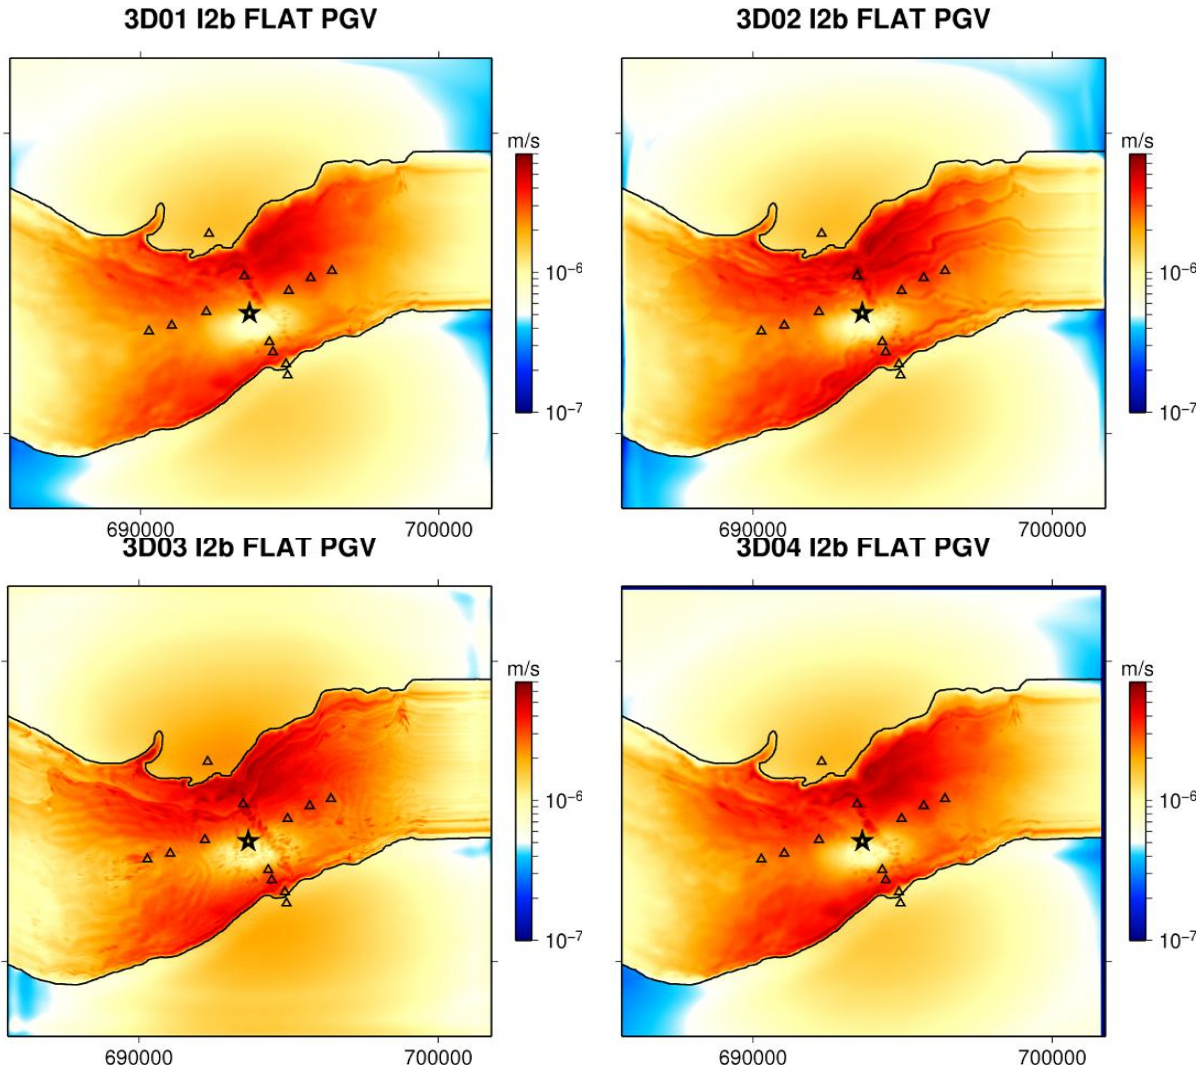 3D01 I2b FLAT PGV
3D02 I2b FLAT PGV
m/s
m/s
10⁻⁶
10⁻⁶
10⁻⁷
10⁻⁷
690000
700000
690000
700000
3D03 I2b FLAT PGV
3D04 I2b FLAT PGV
m/s
m/s
10⁻⁶
10⁻⁶
10⁻⁷
10⁻⁷
690000
700000
690000
700000